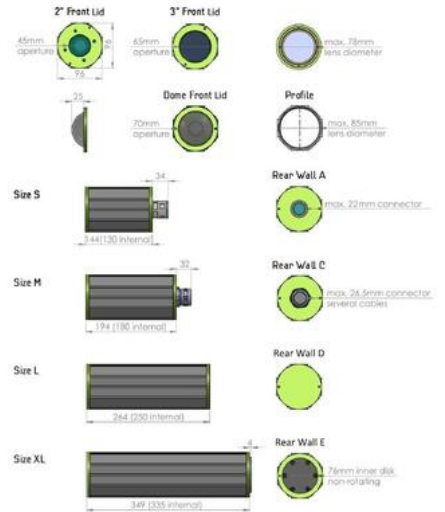 2" Front Lid
3" Front Lid
45mm
aperture
96
96
65mm
aperture
max. 78mm
lens diameter
25
Dome Front Lid
Profile
70mm
aperture
max. 85mm
lens diameter
Size S
34
144(130 internal)
Rear Wall A
max. 22mm connector
Size M
32
194 (180 internal)
Rear Wall C
max. 26.5mm connector
several cables
Size L
264 (250 internal)
Rear Wall D
Size XL
4
349 (335 internal)
Rear Wall E
76mm inner disk
non-rotating